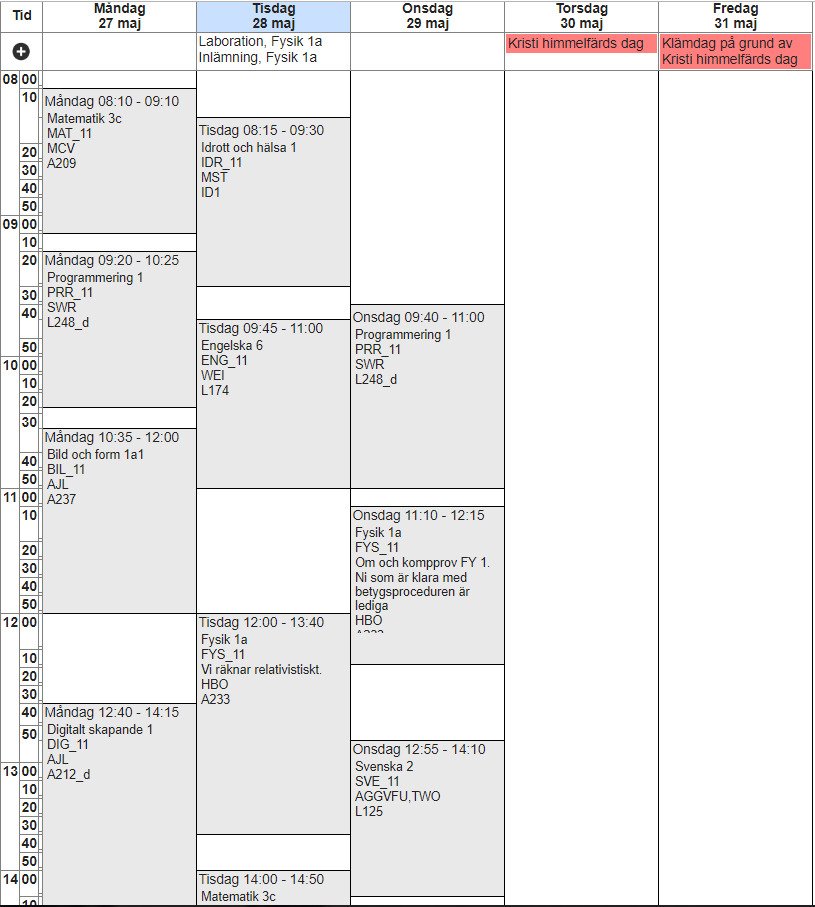 Tid
Måndag
27 maj
Tisdag
28 maj
Onsdag
29 maj
Torsdag
30 maj
Fredag
31 maj
Laboration, Fysik 1a
Inlämning, Fysik 1a
Kristi himmelfärds dag
Klämdag på grund av
Kristi himmelfärds dag
08 00
10
20
30
40
50
09 00
10
20
30
40
50
10 00
10
20
30
40
50
11 00
10
20
30
40
50
12 00
10
20
30
40
50
13 00
10
20
30
40
50
14 00
10
Måndag 08:10 - 09:10
Matematik 3c
MAT_11
MCV
A209
Måndag 09:20 - 10:25
Programmering 1
PRR_11
SWR
L248_d
Måndag 10:35 - 12:00
Bild och form 1a1
BIL_11
AJL
A237
Måndag 12:40 - 14:15
Digitalt skapande 1
DIG_11
AJL
A212_d
Tisdag 08:15 - 09:30
Idrott och hälsa 1
IDR_11
MST
ID1
Tisdag 09:45 - 11:00
Engelska 6
ENG_11
WEI
L174
Tisdag 12:00 - 13:40
Fysik 1a
FYS_11
Vi räknar relativistiskt.
HBO
A233
Tisdag 14:00 - 14:50
Matematik 3c
Onsdag 09:40 - 11:00
Programmering 1
PRR_11
SWR
L248_d
Onsdag 11:10 - 12:15
Fysik 1a
FYS_11
Om och kompprov FY 1.
Ni som är klara med
betygsproceduren är
lediga
HBO
Onsdag 12:55 - 14:10
Svenska 2
SVE_11
AGGVFU,TWO
L125